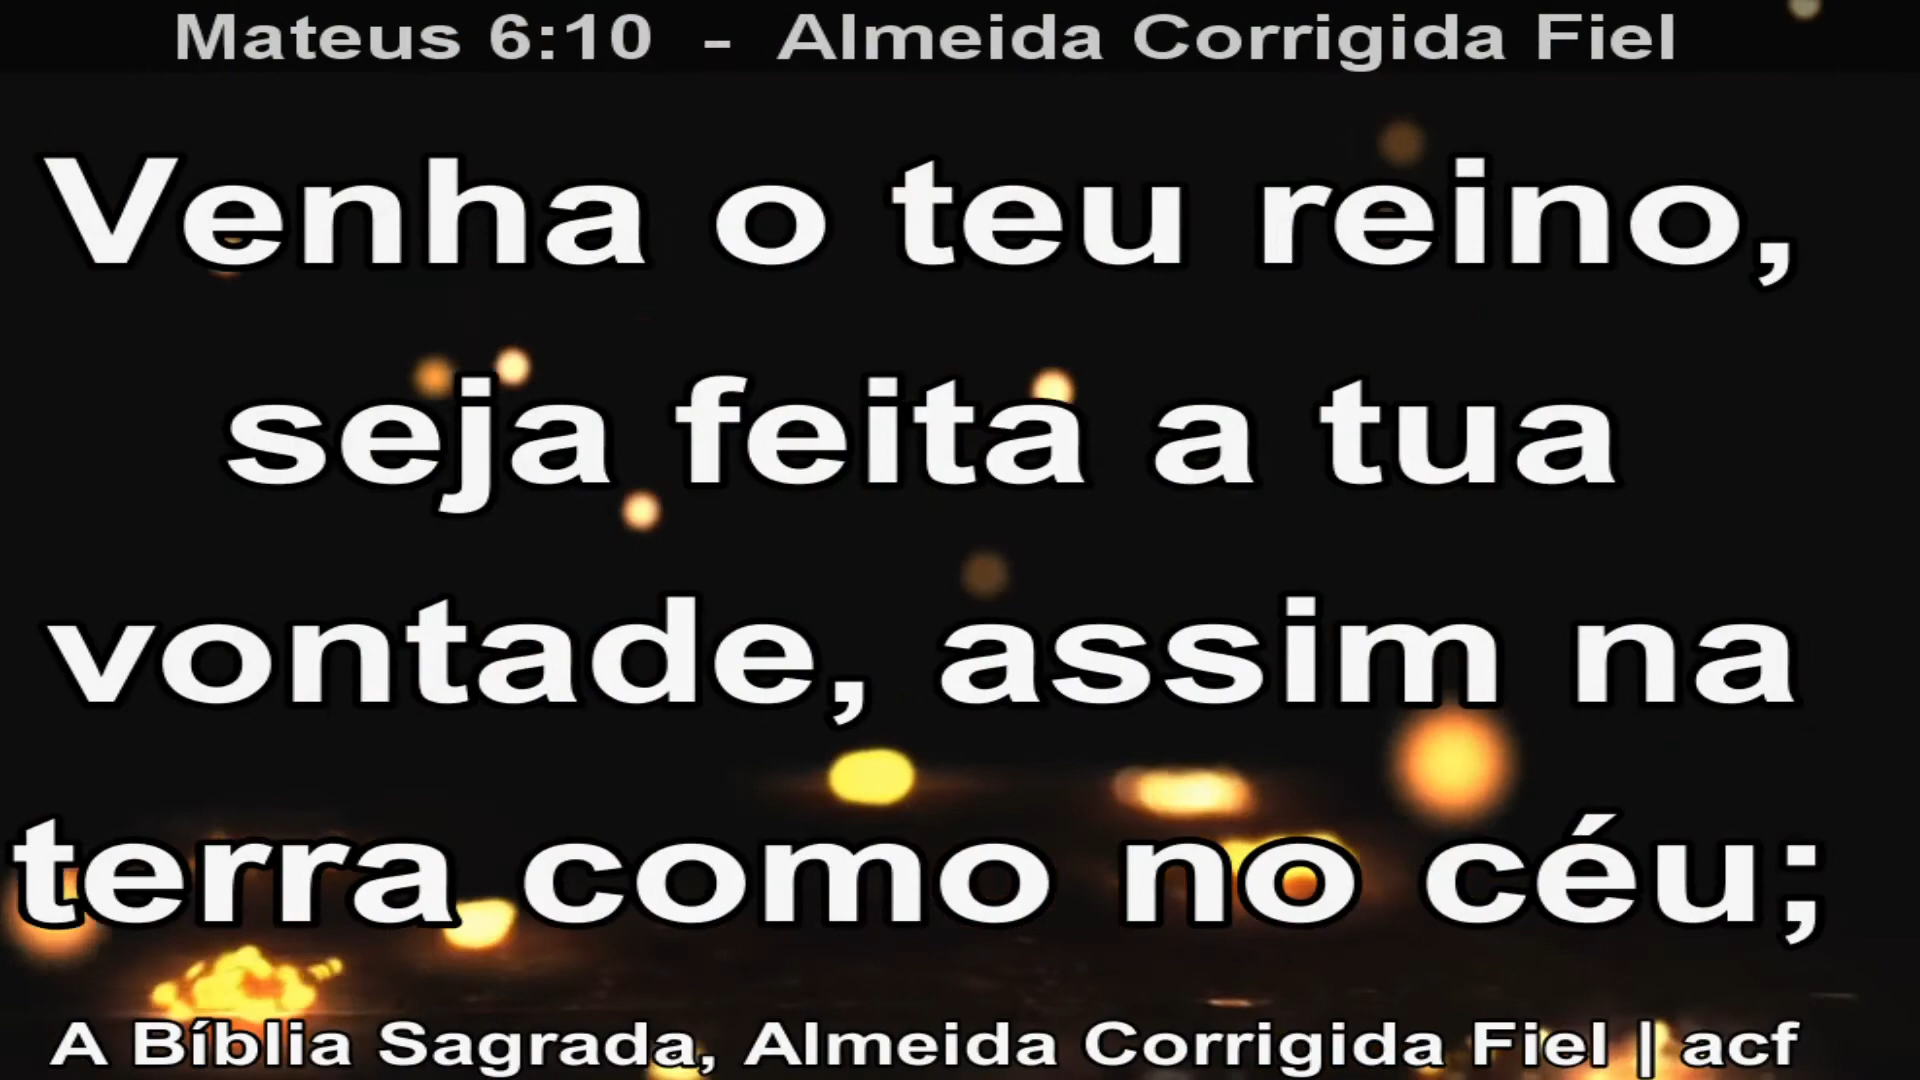 Mateus 6:10 - Almeida Corrigida Fiel
Venha o teu reino,
seja feita a tua
vontade, assim na
terra como no céu;
A Bíblia Sagrada, Almeida Corrigida Fiel | acf